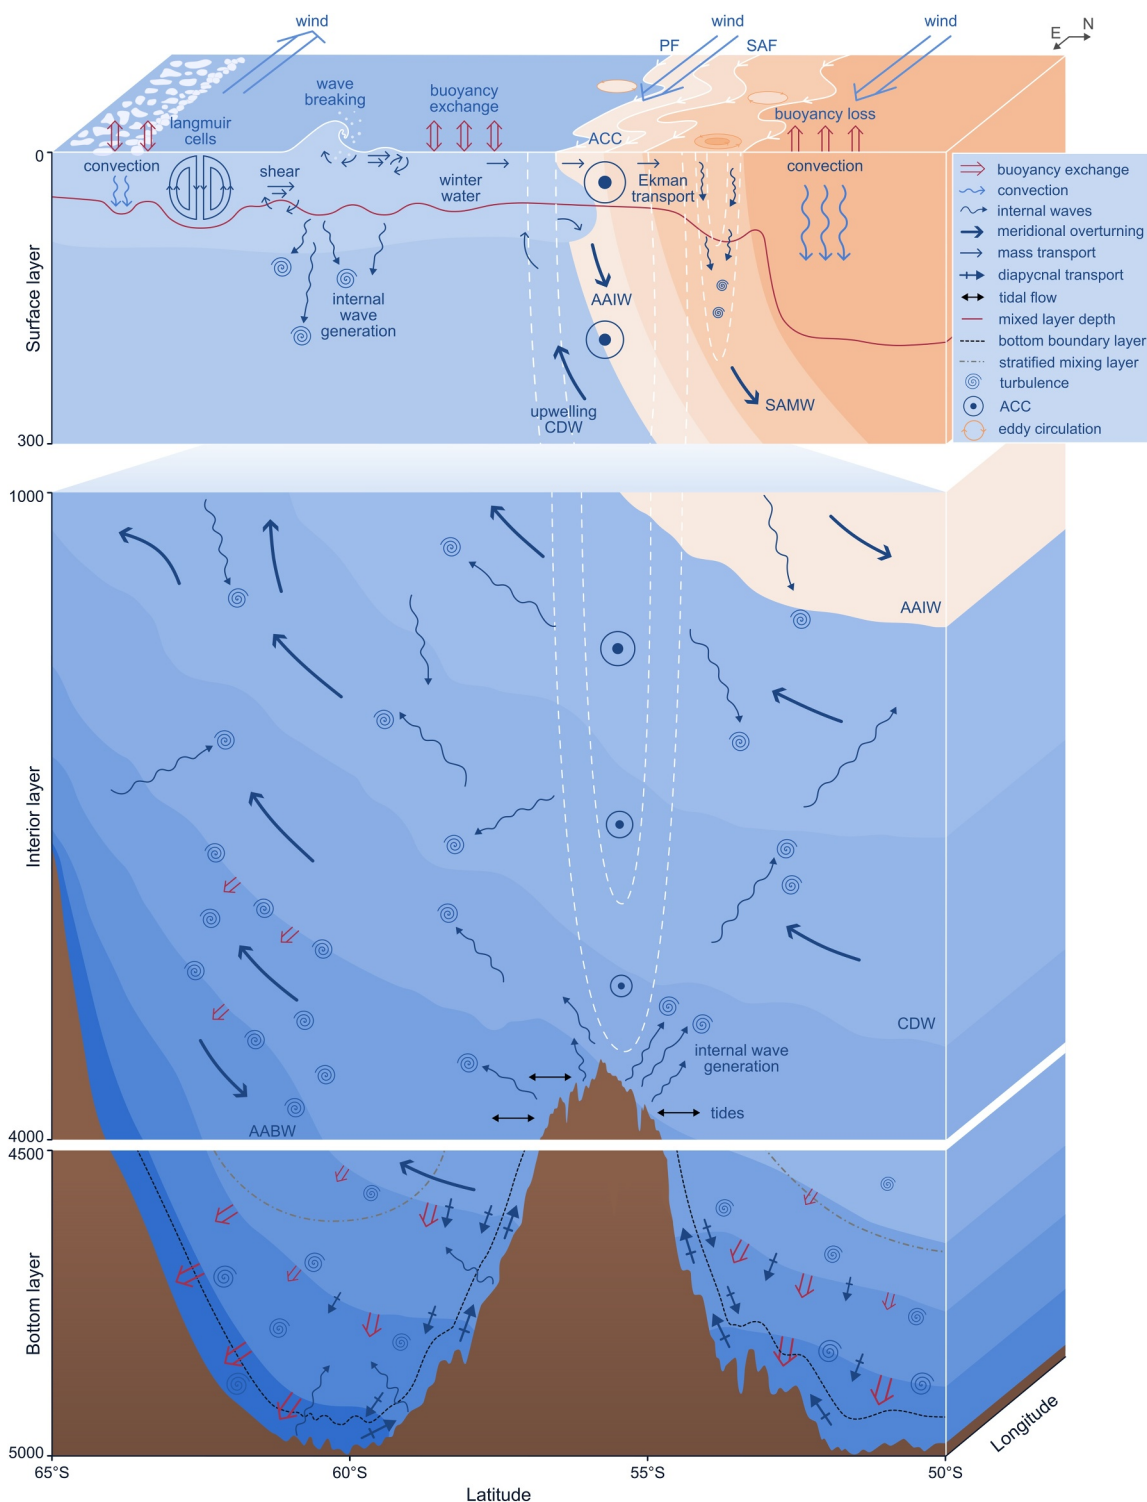 wind
wind
wind
E
N
PF
SAF
wave
breaking
buoyancy
exchange
buoyancy loss
langmuir
cells
ACC
0
convection
shear
winter
water
Ekman
transport
convection
buoyancy exchange
convection
internal waves
meridional overturning
mass transport
diapycnal transport
tidal flow
mixed layer depth
bottom boundary layer
stratified mixing layer
turbulence
ACC
eddy circulation
Surface layer
internal
wave
generation
AAIW
upwelling
CDW
SAMW
300
1000
AAIW
Interior layer
CDW
internal wave
generation
tides
AABW
4000
4500
Bottom layer
5000
65°S
60°S
55°S
50°S
Latitude
Longitude